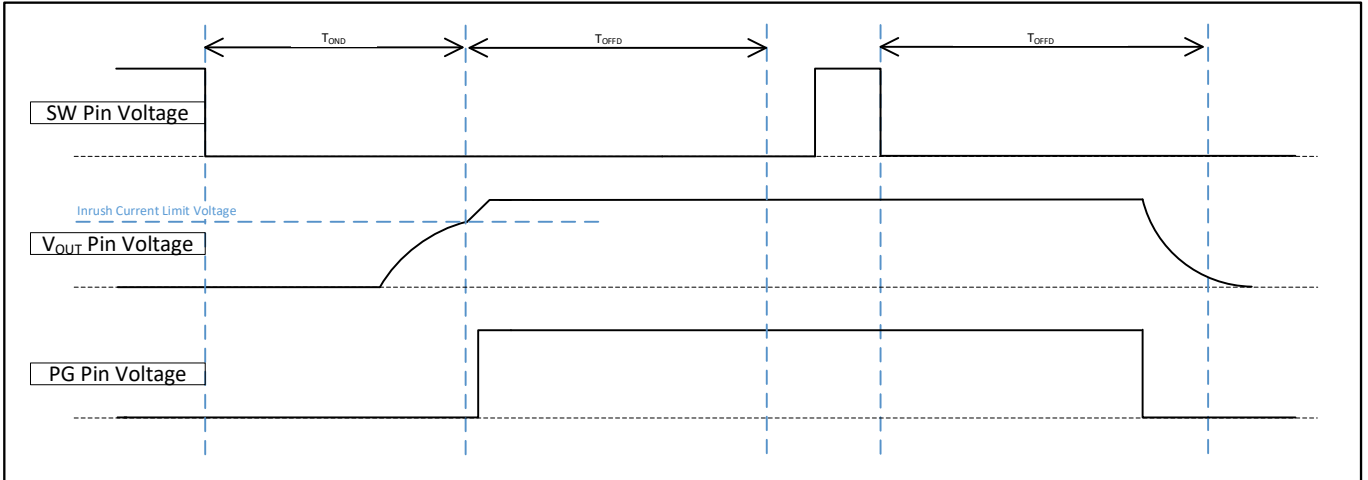 TOND
TOFFD
TOFFD
SW Pin Voltage
Inrush Current Limit Voltage
VOUT Pin Voltage
PG Pin Voltage